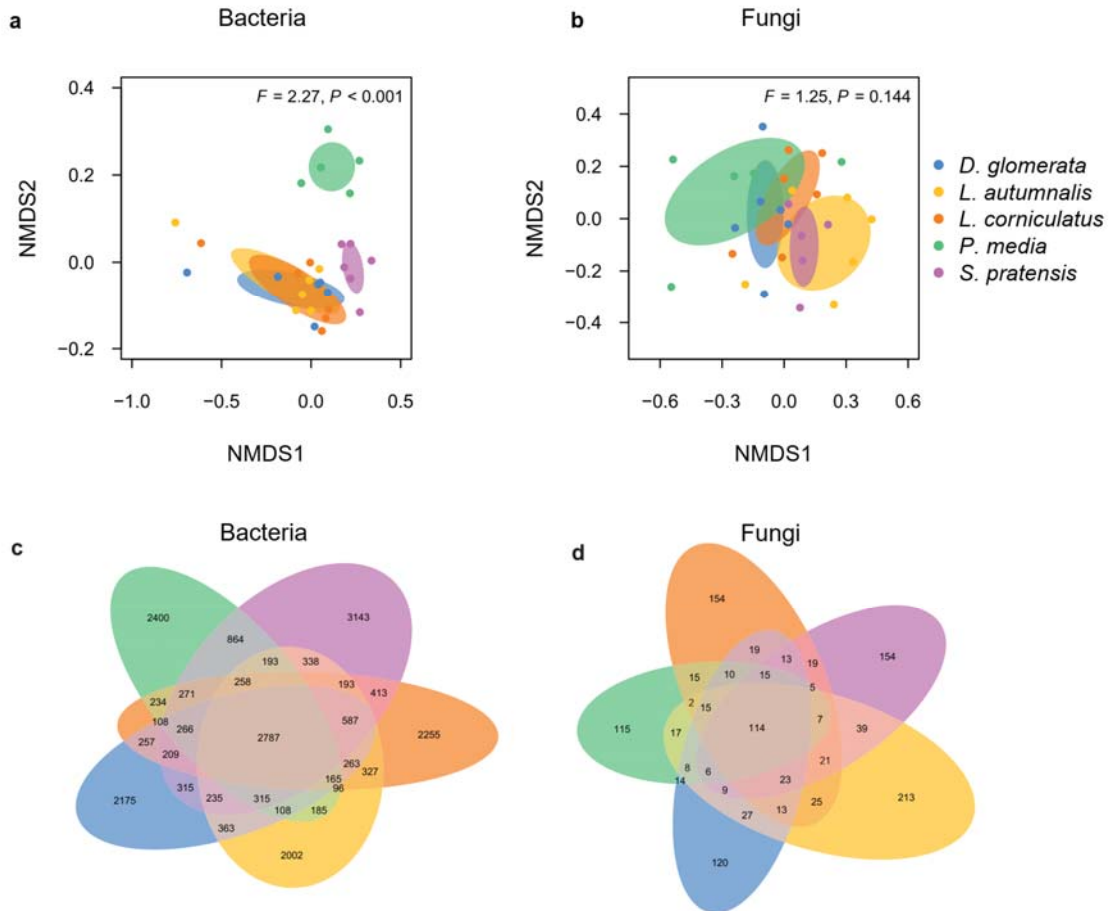 a
Bacteria
F = 2.27, P < 0.001
0.4
0.2
0.0
−0.2
NMDS2
−1.0 −0.5 0.0 0.5
NMDS1
b
Fungi
F = 1.25, P = 0.144
0.4
0.2
0.0
−0.2
−0.4
NMDS2
−0.6 −0.3 0.0 0.3 0.6
NMDS1
D. glomerata
L. autumnalis
L. corniculatus
P. media
S. pratensis
c
Bacteria
2400
3143
864
193 338
258 193 413
271
234
108 266 587
257 2787 2255
209 263 327
165
96
315 235 315
2175 108 185
363
2002
d
Fungi
154
19 13 19 154
15 10 15 5
2 15
115 17 114 7 39
21
8 6
14 9 23
27 13 25 213
120